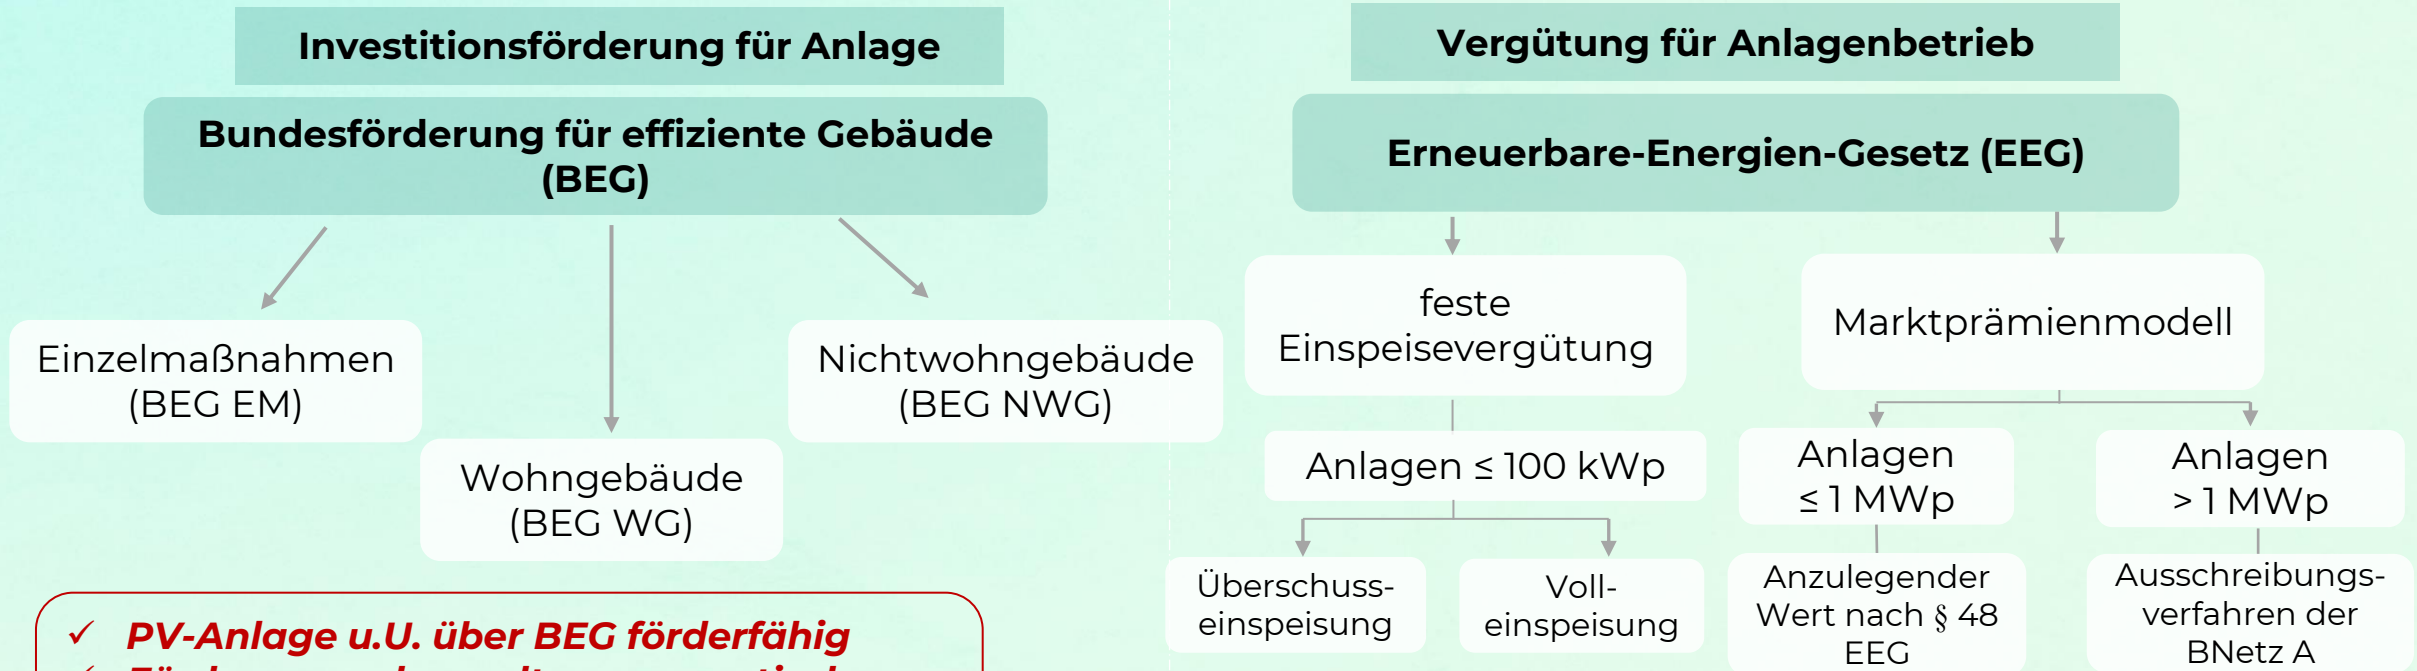 Investitionsförderung für Anlage
Bundesförderung für effiziente Gebäude
(BEG)
Einzelmaßnahmen
(BEG EM)
Wohngebäude
(BEG WG)
Nichtwohngebäude
(BEG NWG)
✓ PV-Anlage u.U. über BEG förderfähig
Vergütung für Anlagenbetrieb
Erneuerbare-Energien-Gesetz (EEG)
feste
Einspeisevergütung
Anlagen ≤ 100 kWp
Überschuss-
einspeisung
Voll-
einspeisung
Marktprämienmodell
Anlagen
≤ 1 MWp
Anzulegender
Wert nach § 48
EEG
Anlagen
> 1 MWp
Ausschreibungs-
verfahren der
BNetz A